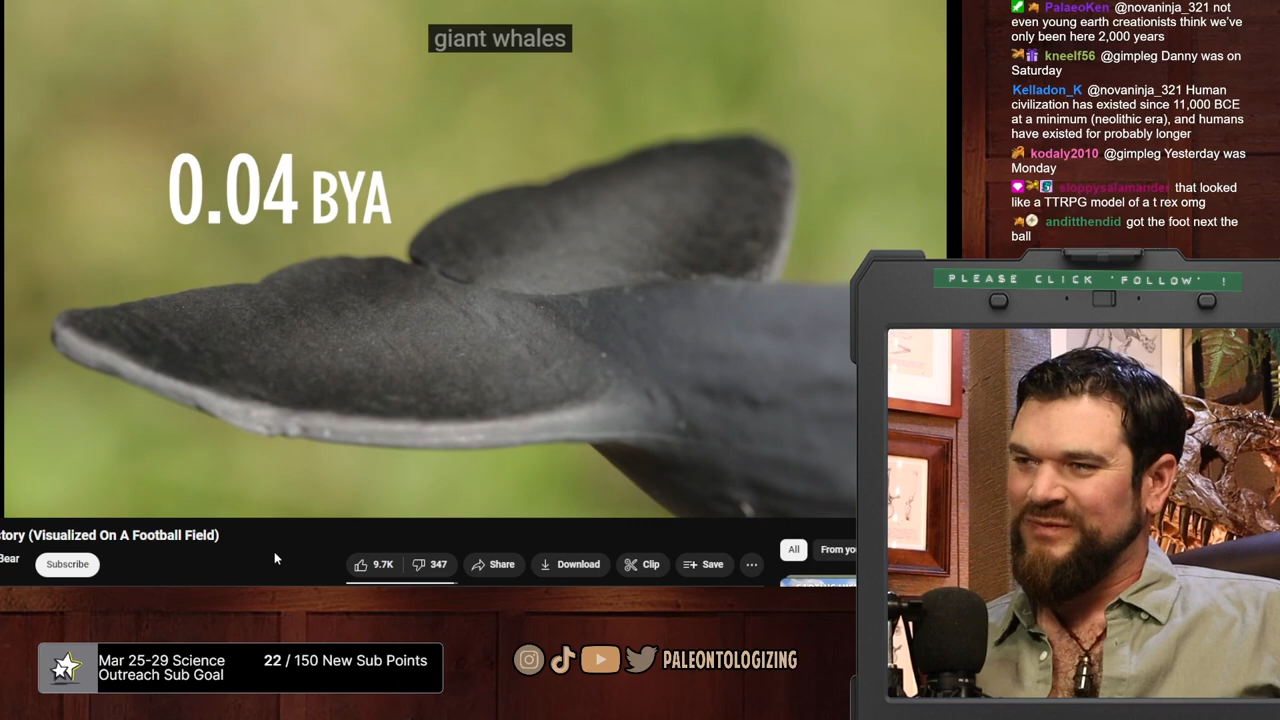 giant whales
0.04 BYA
story (Visualized On A Football Field)
Bear
Subscribe
9.7K
347
Share
Download
Clip
Save
All
From you
Mar 25-29 Science
Outreach Sub Goal
22 / 150 New Sub Points
PALEONTOLOGIZING
PalaeoKen @novaninja_321 not
even young earth creationists think we've
only been here 2,000 years
kneelf56 @gimpleg Danny was on
Saturday
Kelladon_K @novaninja_321 Human
civilization has existed since 11,000 BCE
at a minimum (neolithic era), and humans
have existed for probably longer
kodaly2010 @gimpleg Yesterday was
Monday
sloppysalamander that looked
like a TTRPG model of a t rex omg
anditthendid got the foot next the
ball
PLEASE CLICK 'FOLLOW' !